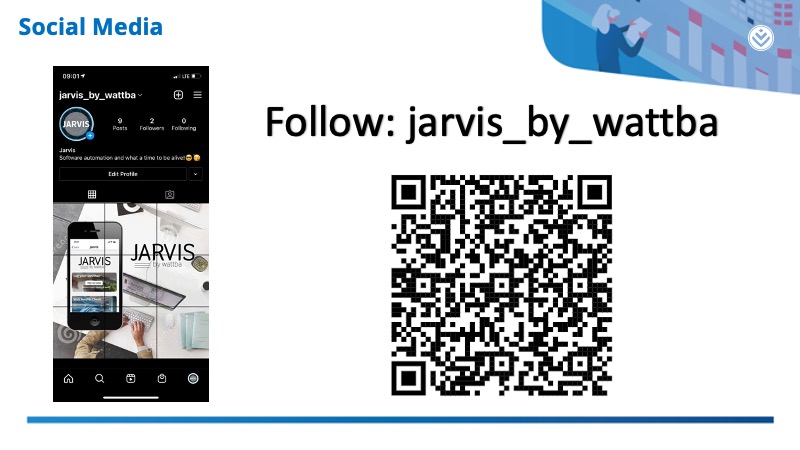 Social Media
09:01
LTE
jarvis_by_wattba
JARVIS
9
2
0
Posts
Followers
Following
Jarvis
Software automation and what a time to be alive!😎😄
Edit Profile
JARVIS
JARVIS
by wattba
Follow: jarvis_by_wattba